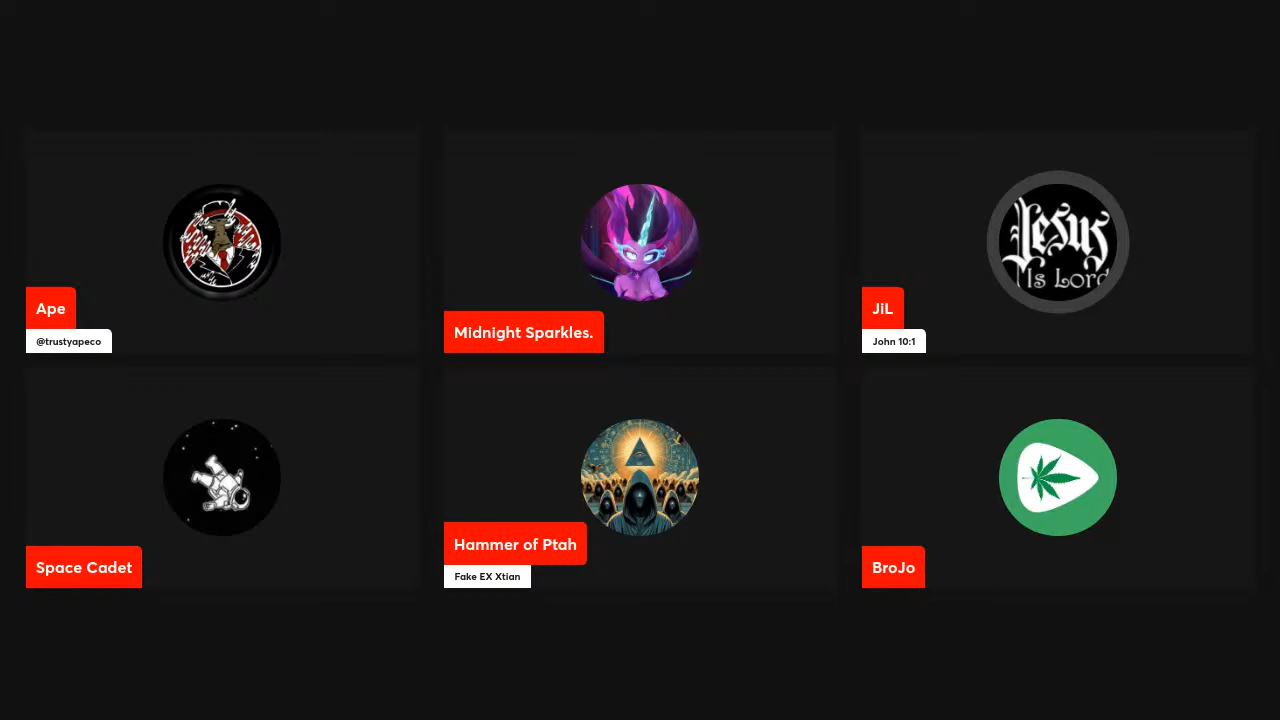 Ape
@trustyapeco
Midnight Sparkles.
Jesus
Is Lord
JiL
John 10:1
Space Cadet
Hammer of Ptah
Fake EX Xtian
BroJo